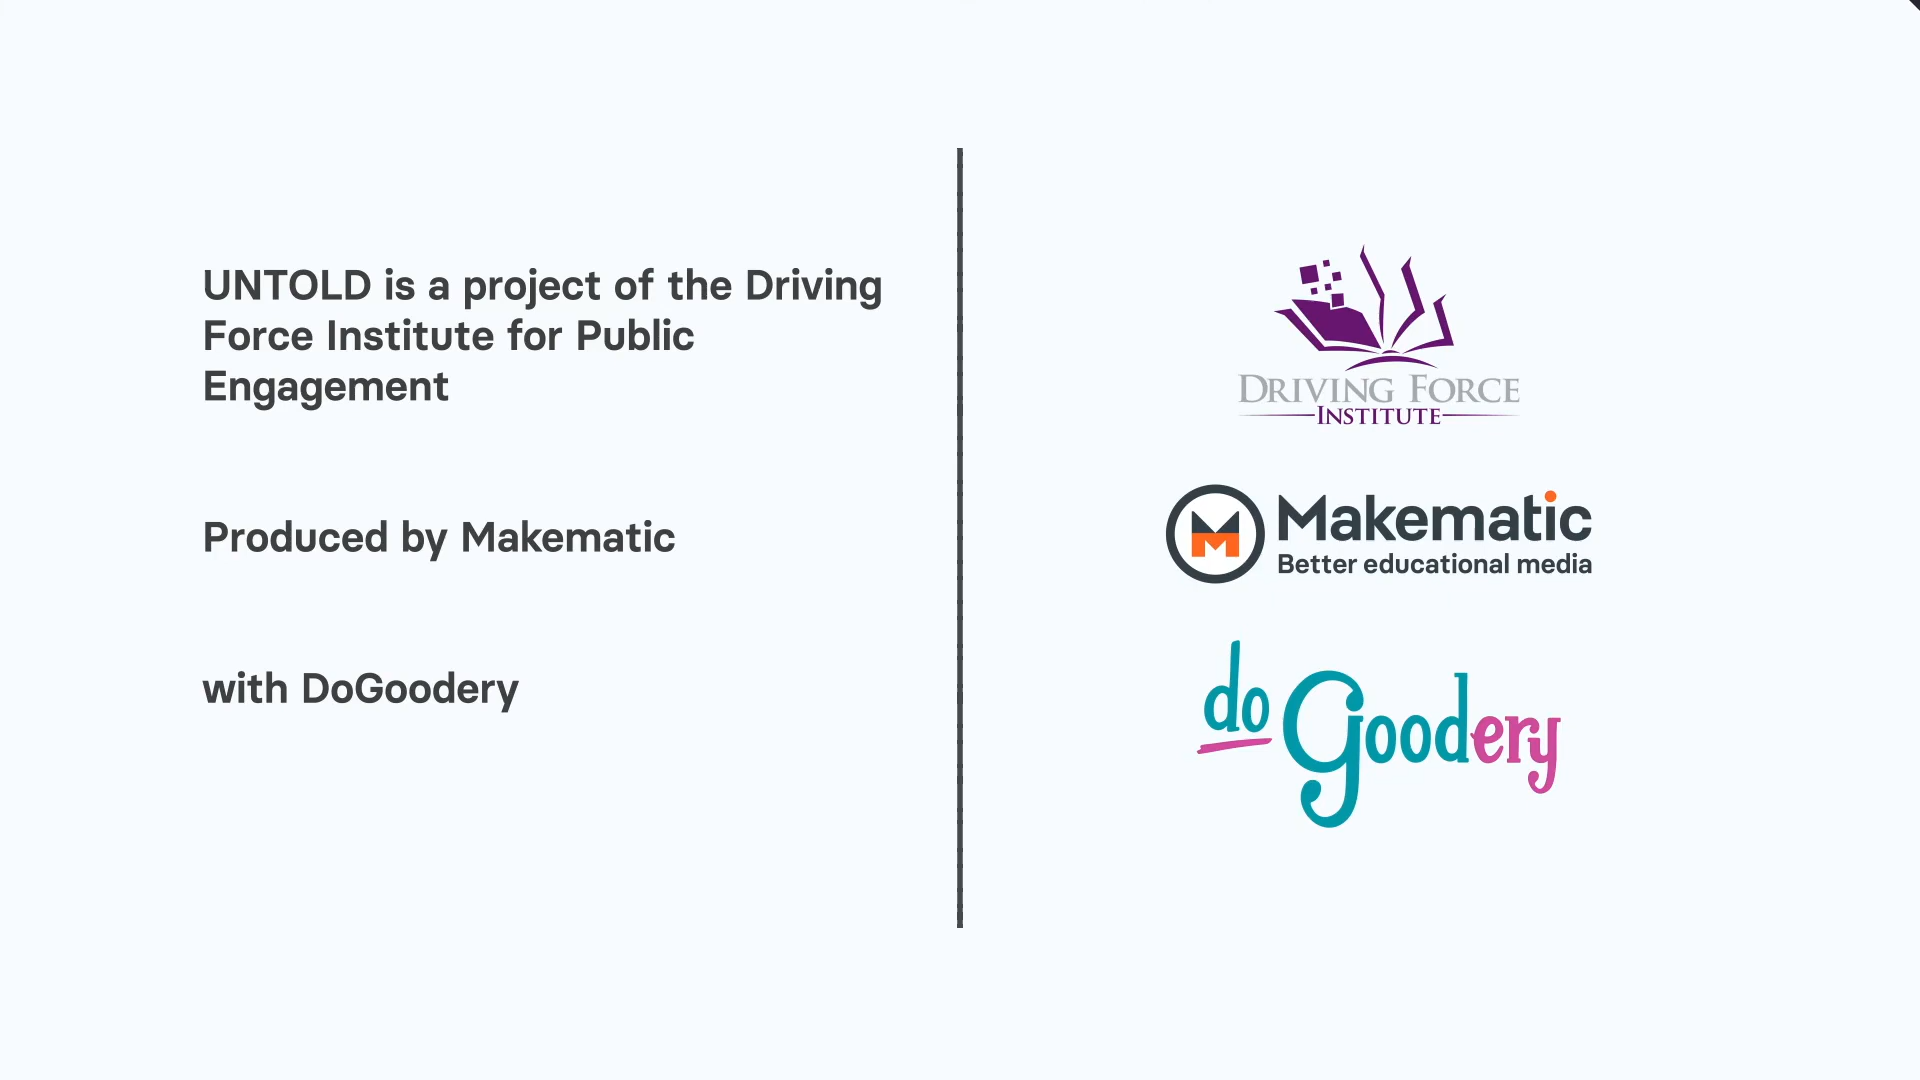 UNTOLD is a project of the Driving
Force Institute for Public
Engagement
Produced by Makematic
with DoGoodery
DRIVING FORCE
INSTITUTE
Makematic
Better educational media
do Goodery